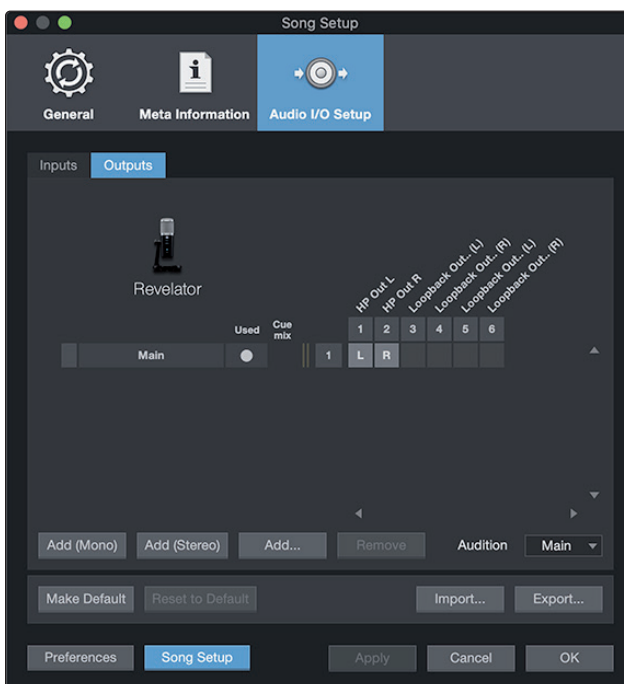 Song Setup
General
Meta Information
Audio I/O Setup
Inputs
Outputs
Revelator
HP Out L
HP Out R
Loopback Out.. (L)
Loopback Out.. (R)
Loopback Out.. (L)
Loopback Out.. (R)
Used
Cue mix
1 2 3 4 5 6
Main
1
L R
Add (Mono)
Add (Stereo)
Add...
Remove
Audition
Main
Make Default
Reset to Default
Import...
Export...
Preferences
Song Setup
Apply
Cancel
OK